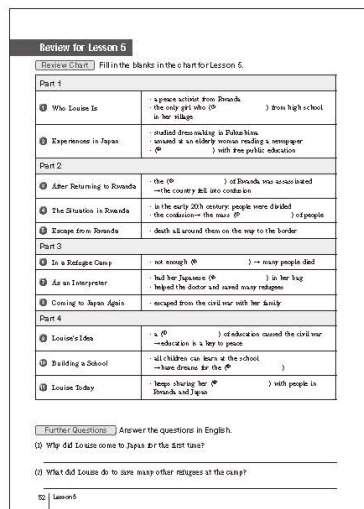 Review for Lesson 5
Review Chart Fill in the blanks in the chart for Lesson 5.
Part 1
1 Who Louise Is
· a peace activist from Rwanda
· the only girl who ( ) from high school
in her village
2 Experiences in Japan
· studied dressmaking in Fukushima
· amazed at an elderly woman reading a newspaper
· ( ) with free public education
Part 2
3 After Returning to Rwanda
· the ( ) of Rwanda was assassinated
→the country fell into confusion
4 The Situation in Rwanda
· in the early 20th century: people were divided
· the confusion→ the mass ( ) of people
5 Escape from Rwanda
· death all around them on the way to the border
Part 3
6 In a Refugee Camp
· not enough ( ) → many people died
7 As an Interpreter
· had her Japanese ( ) in her bag
· helped the doctor and saved many refugees
8 Coming to Japan Again
· escaped from the civil war with her family
Part 4
9 Louise's Idea
· a ( ) of education caused the civil war
→education is a key to peace
10 Building a School
· all children can learn at the school
→have dreams for the ( )
11 Louise Today
· keeps sharing her ( ) with people in
Rwanda and Japan
Further Questions Answer the questions in English.
(1) Why did Louise come to Japan for the first time?
(2) What did Louise do to save many other refugees at the camp?
52 Lesson 5